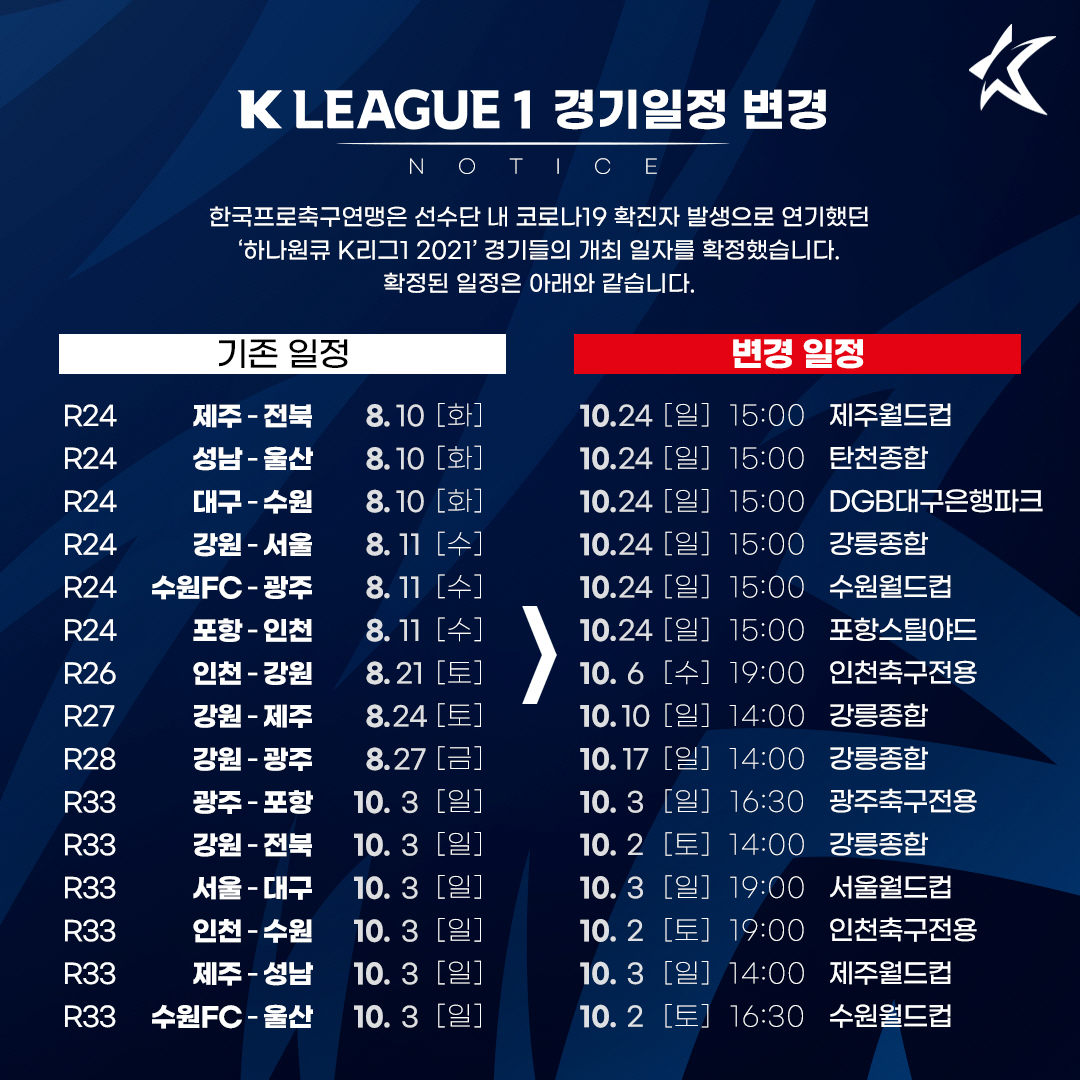 K LEAGUE 1 경기일정 변경
NOTICE
한국프로축구연맹은 선수단 내 코로나19 확진자 발생으로 연기했던
‘하나원큐 K리그1 2021’ 경기들의 개최 일자를 확정했습니다.
확정된 일정은 아래와 같습니다.
기존 일정 변경 일정
R24 제주 - 전북 8. 10 [화] 10.24 [일] 15:00 제주월드컵
R24 성남 - 울산 8. 10 [화] 10.24 [일] 15:00 탄천종합
R24 대구 - 수원 8. 10 [화] 10.24 [일] 15:00 DGB대구은행파크
R24 강원 - 서울 8. 11 [수] 10.24 [일] 15:00 강릉종합
R24 수원FC - 광주 8. 11 [수] 10.24 [일] 15:00 수원월드컵
R24 포항 - 인천 8. 11 [수] 10.24 [일] 15:00 포항스틸야드
R26 인천 - 강원 8. 21 [토] 10. 6 [수] 19:00 인천축구전용
R27 강원 - 제주 8.24 [토] 10. 10 [일] 14:00 강릉종합
R28 강원 - 광주 8.27 [금] 10. 17 [일] 14:00 강릉종합
R33 광주 - 포항 10. 3 [일] 10. 3 [일] 16:30 광주축구전용
R33 강원 - 전북 10. 3 [일] 10. 2 [토] 14:00 강릉종합
R33 서울 - 대구 10. 3 [일] 10. 3 [일] 19:00 서울월드컵
R33 인천 - 수원 10. 3 [일] 10. 2 [토] 19:00 인천축구전용
R33 제주 - 성남 10. 3 [일] 10. 3 [일] 14:00 제주월드컵
R33 수원FC - 울산 10. 3 [일] 10. 2 [토] 16:30 수원월드컵